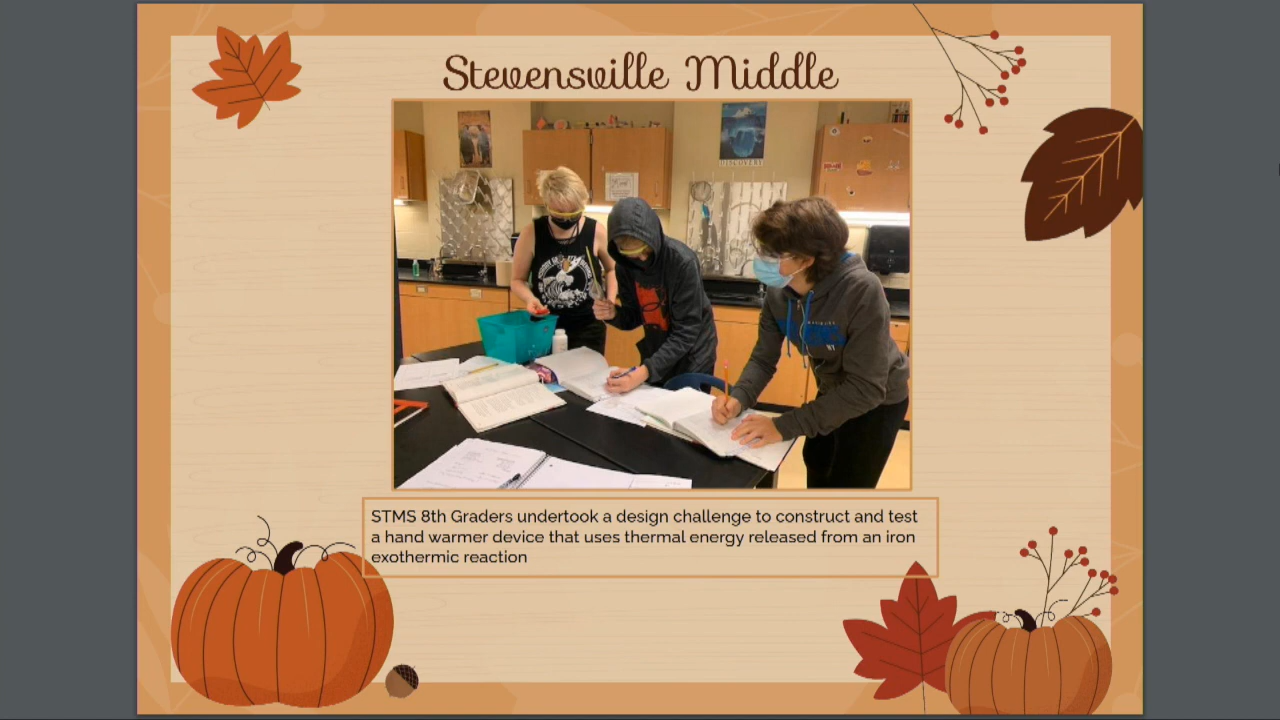 Stevensville Middle
DISCOVERY
STMS 8th Graders undertook a design challenge to construct and test
a hand warmer device that uses thermal energy released from an iron
exothermic reaction